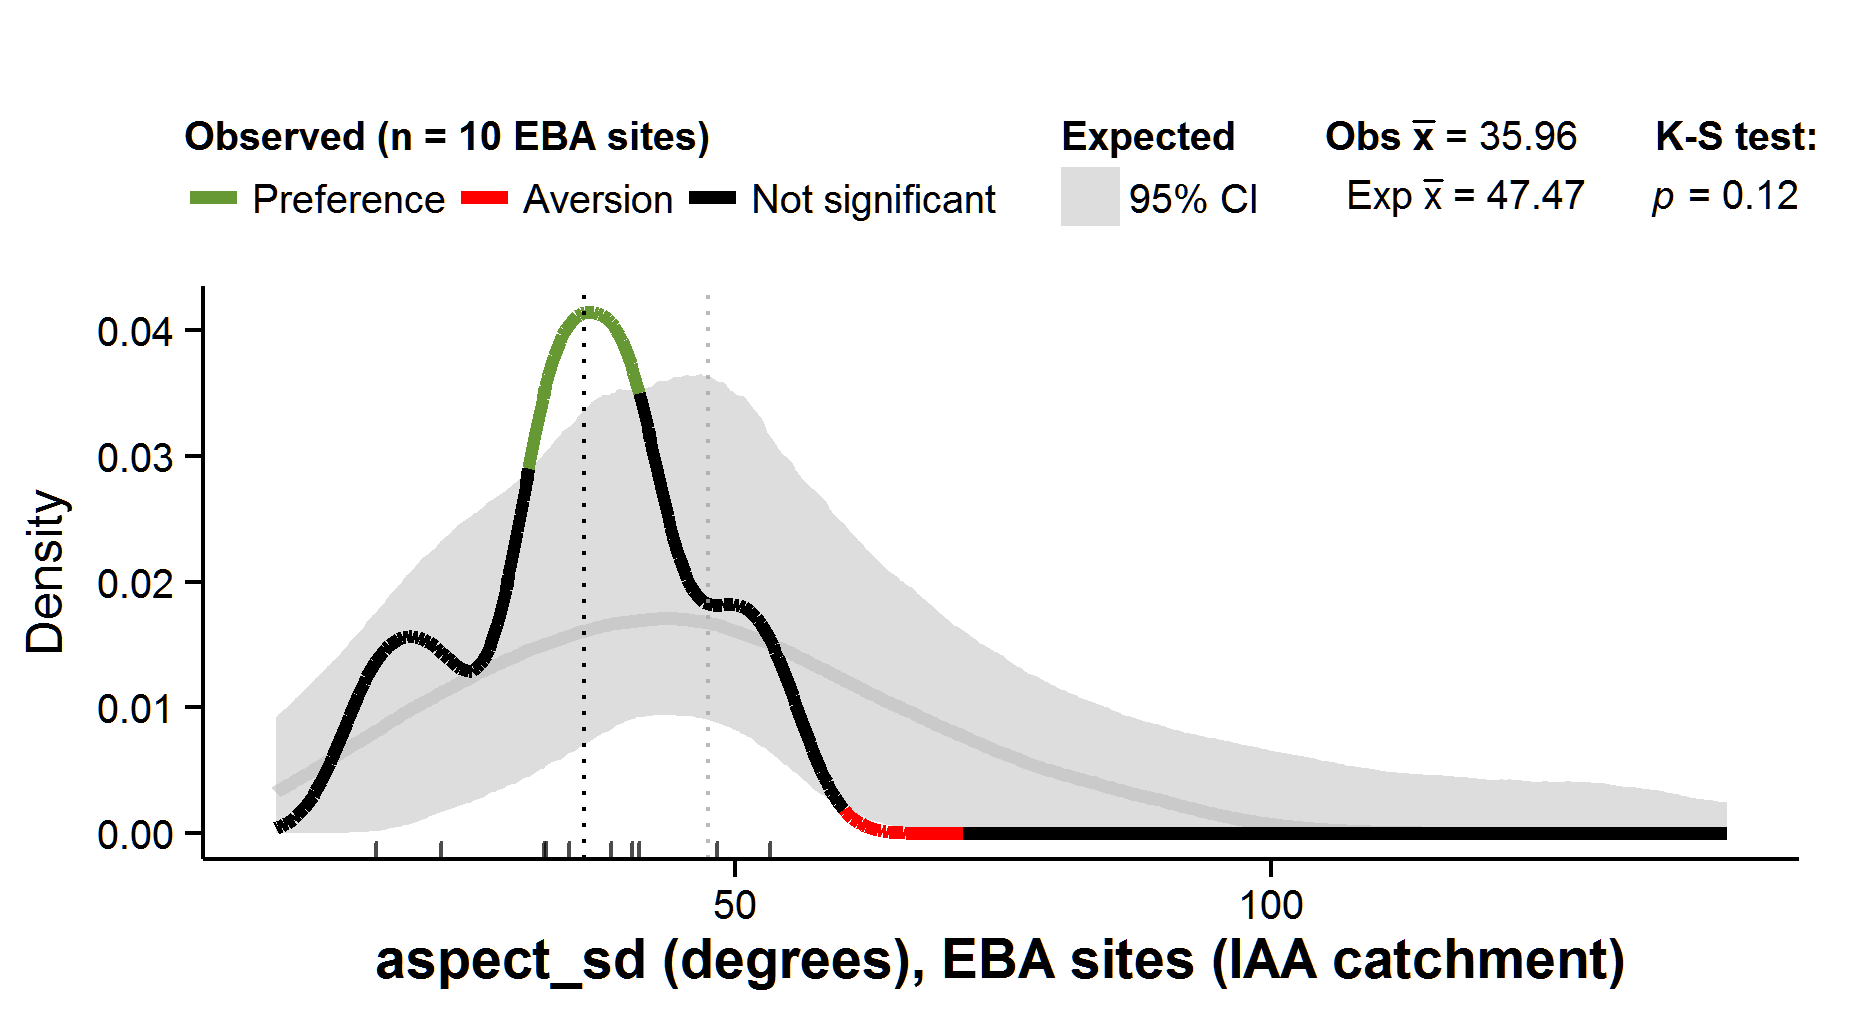 Observed (n = 10 EBA sites)
Preference Aversion Not significant
Expected
95% CI
Obs x̅ = 35.96
Exp x̅ = 47.47
K-S test:
p = 0.12
0.04
0.03
0.02
0.01
0.00
Density
50 100
aspect_sd (degrees), EBA sites (IAA catchment)